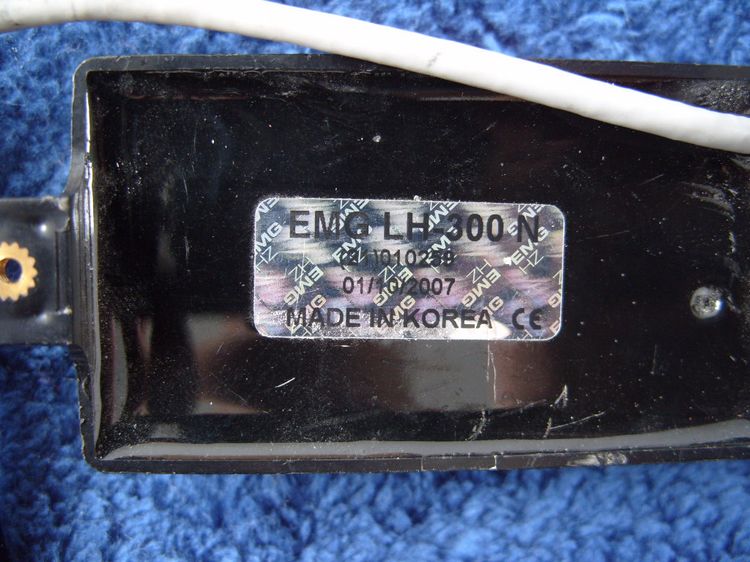 EMG LH-300 N
01/10/2007
MADE IN KOREA CE